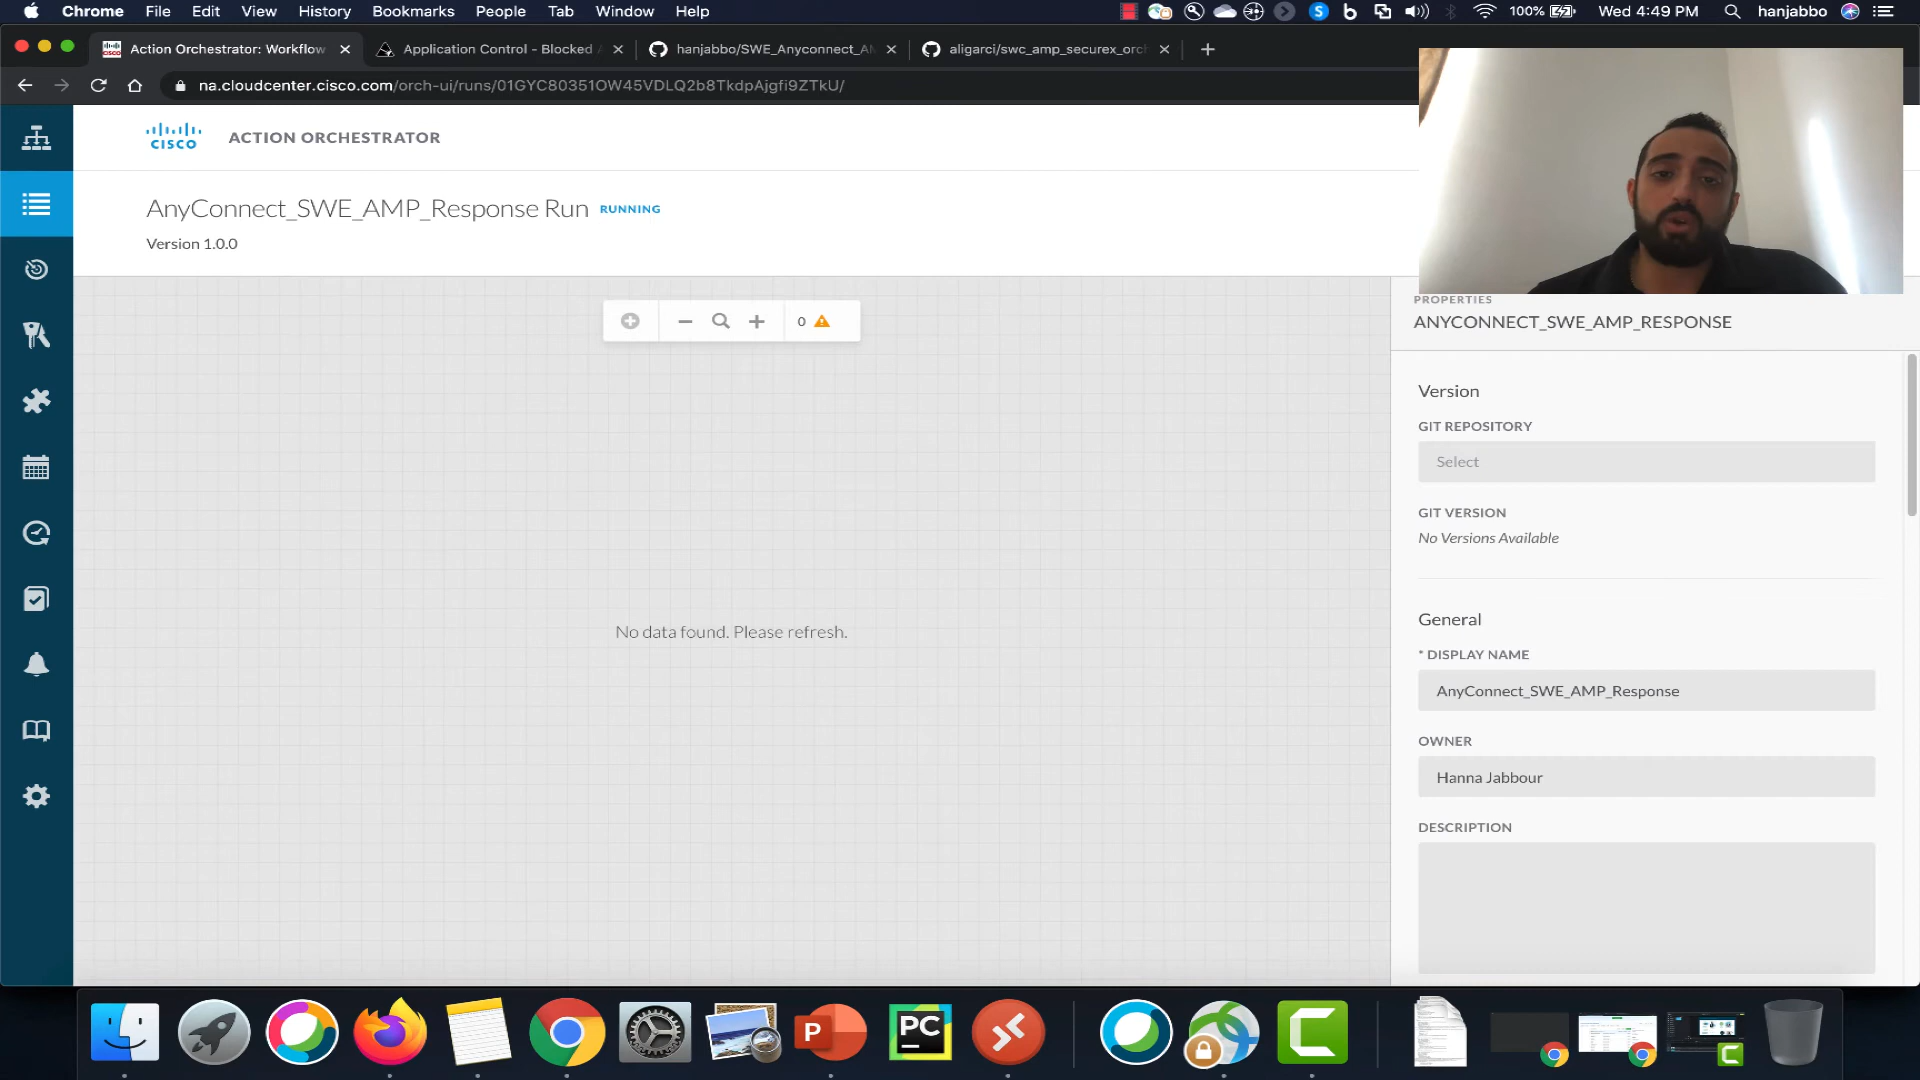 Chrome File Edit View History Bookmarks People Tab Window Help
100% Wed 4:49 PM hanjabbo
Action Orchestrator: Workflow
Application Control - Blocked A
hanjabbo/SWE_Anyconnect_AM
aligarci/swc_amp_securex_orch
na.cloudcenter.cisco.com/orch-ui/runs/01GYC80351OW45VDLQ2b8TkdpAjgfi9ZTkU/
CISCO
ACTION ORCHESTRATOR
AnyConnect_SWE_AMP_Response Run RUNNING
Version 1.0.0
0
No data found. Please refresh.
PROPERTIES
ANYCONNECT_SWE_AMP_RESPONSE
Version
GIT REPOSITORY
Select
GIT VERSION
No Versions Available
General
* DISPLAY NAME
AnyConnect_SWE_AMP_Response
OWNER
Hanna Jabbour
DESCRIPTION
P
PC
C